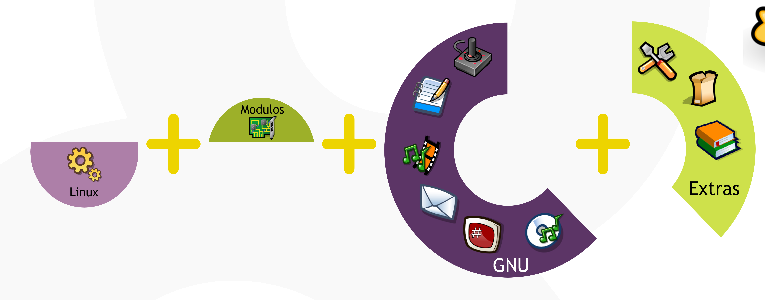 Linux
Modulos
#
GNU
Extras